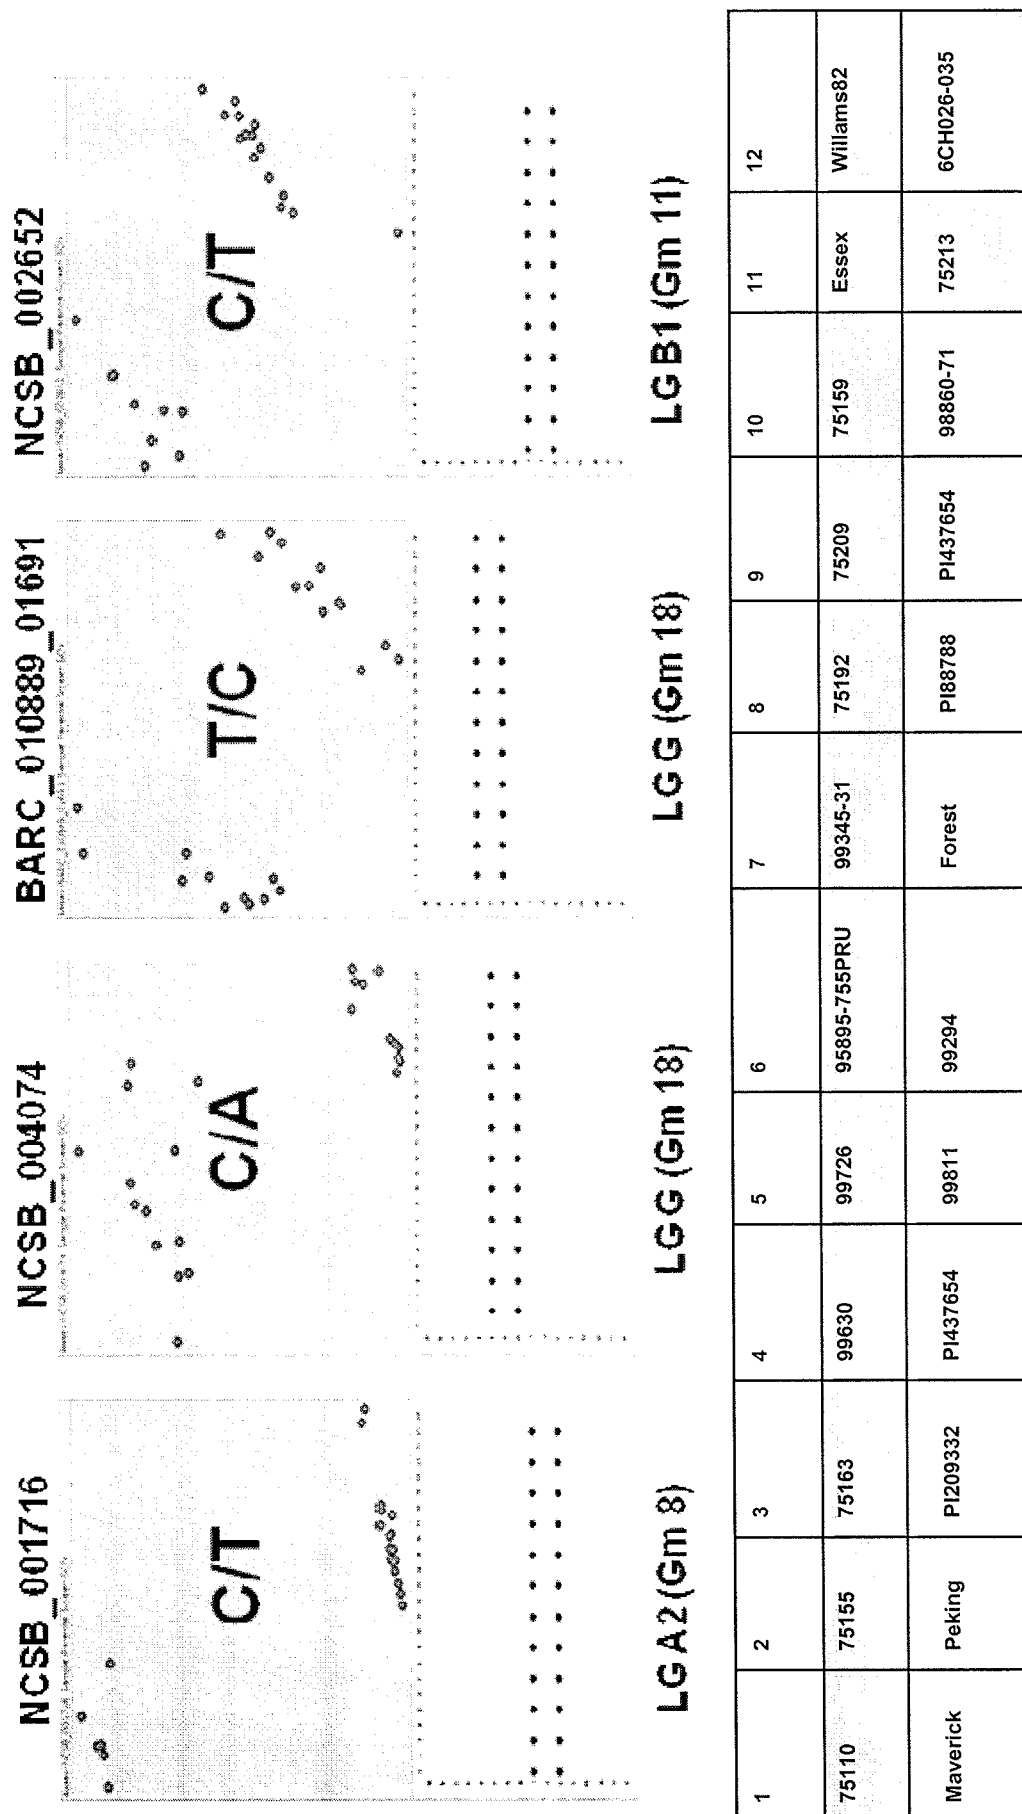 NCSB_001716 NCSB_004074 BARC_010889_01691 NCSB_002652
C/T C/A T/C C/T
LG A2 (Gm 8) LG G (Gm 18) LG G (Gm 18) LG B1 (Gm 11)
1 2 3 4 5 6 7 8 9 10 11 12
75110 75155 75163 99630 99726 95895-755PRU 99345-31 75192 75209 75159 Essex Willams82
Maverick Peking PI209332 PI437654 99811 99294 Forest PI88788 PI437654 98860-71 75213 6CH026-035